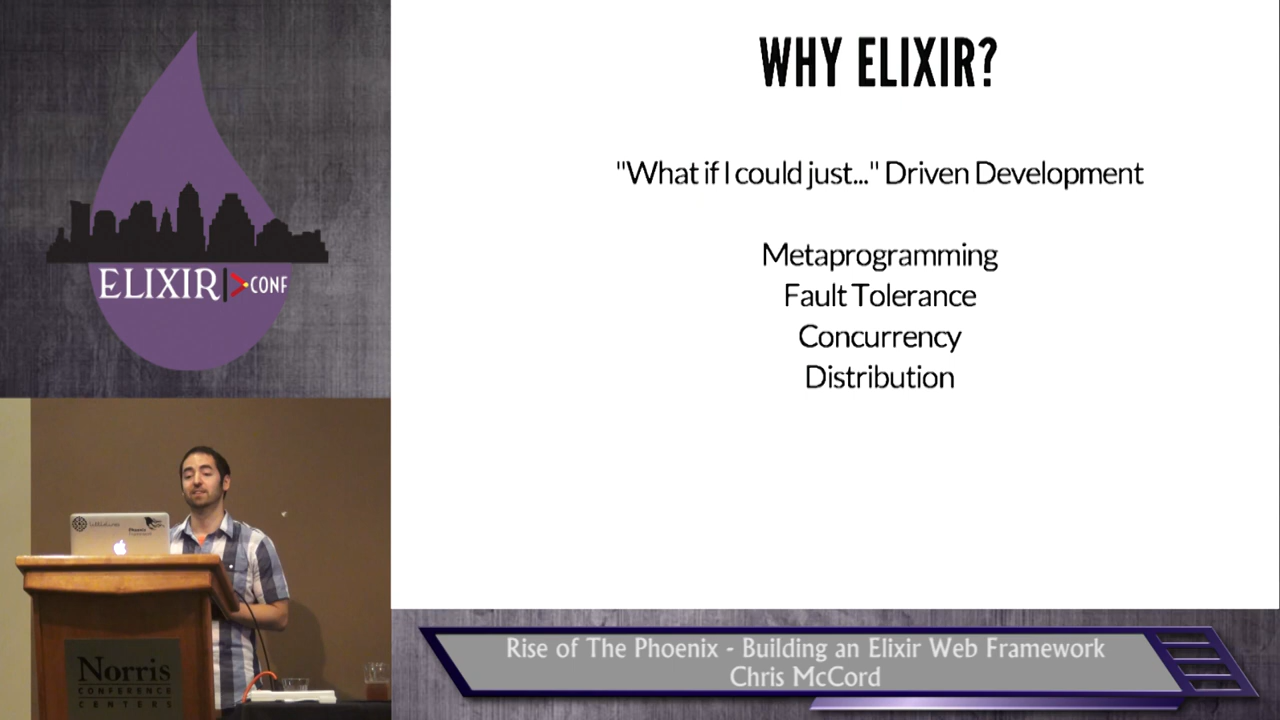 WHY ELIXIR?
"What if I could just..." Driven Development
Metaprogramming
Fault Tolerance
Concurrency
Distribution
ELIXIR CONF
Phoenix
Norris
CONFERENCE
CENTERS
Rise of The Phoenix - Building an Elixir Web Framework
Chris McCord